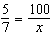 5/7 = 100/x